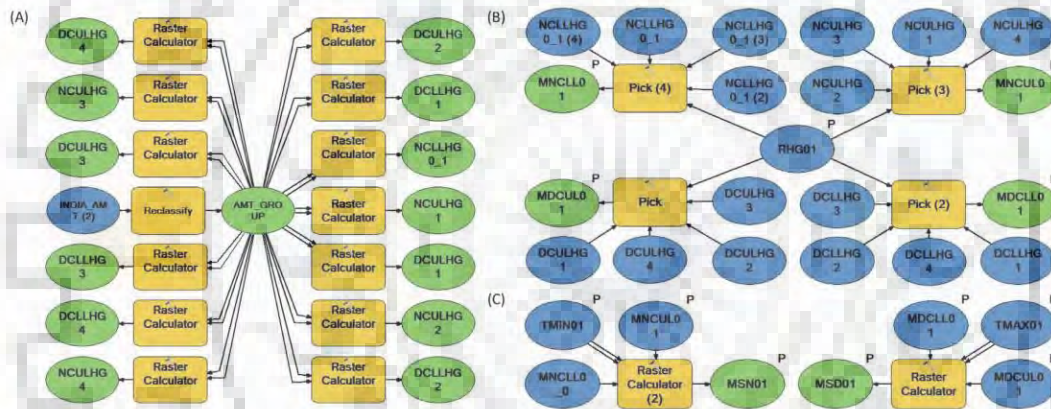 (A)
DCULHG
4
Raster
Calculator
Raster
Calculator
DCULHG
2
NCULHG
3
Raster
Calculator
Raster
Calculator
DCLLHG
1
DCULHG
3
Raster
Calculator
Raster
Calculator
NCLLHG
0_1
INDIA_AM
T (2)
Reclassify
AMT_GRO
UP
Raster
Calculator
NCULHG
1
DCLLHG
3
Raster
Calculator
Raster
Calculator
DCULHG
1
DCLLHG
4
Raster
Calculator
Raster
Calculator
NCULHG
2
NCULHG
4
Raster
Calculator
Raster
Calculator
DCLLHG
2
(B)
NCLLHG
0_1 (4)
NCLLHG
0_1
NCLLHG
0_1 (3)
NCULHG
3
NCULHG
1
NCULHG
4
P
MNCLL0
1
Pick (4)
NCLLHG
0_1 (2)
NCULHG
2
Pick (3)
P
MNCUL0
1
P
RHG01
P
MDCUL0
1
Pick
DCULHG
3
DCLLHG
3
Pick (2)
P
MDCLL0
1
DCULHG
1
DCULHG
4
DCULHG
2
DCLLHG
2
DCLLHG
4
DCLLHG
1
(C)
P
TMIN01
P
MNCUL0
1
P
MDCLL0
1
P
TMAX01
MNCLL0
_0
Raster
Calculator
(2)
P
MSN01
P
MSD01
Raster
Calculator
P
MDCUL0
1